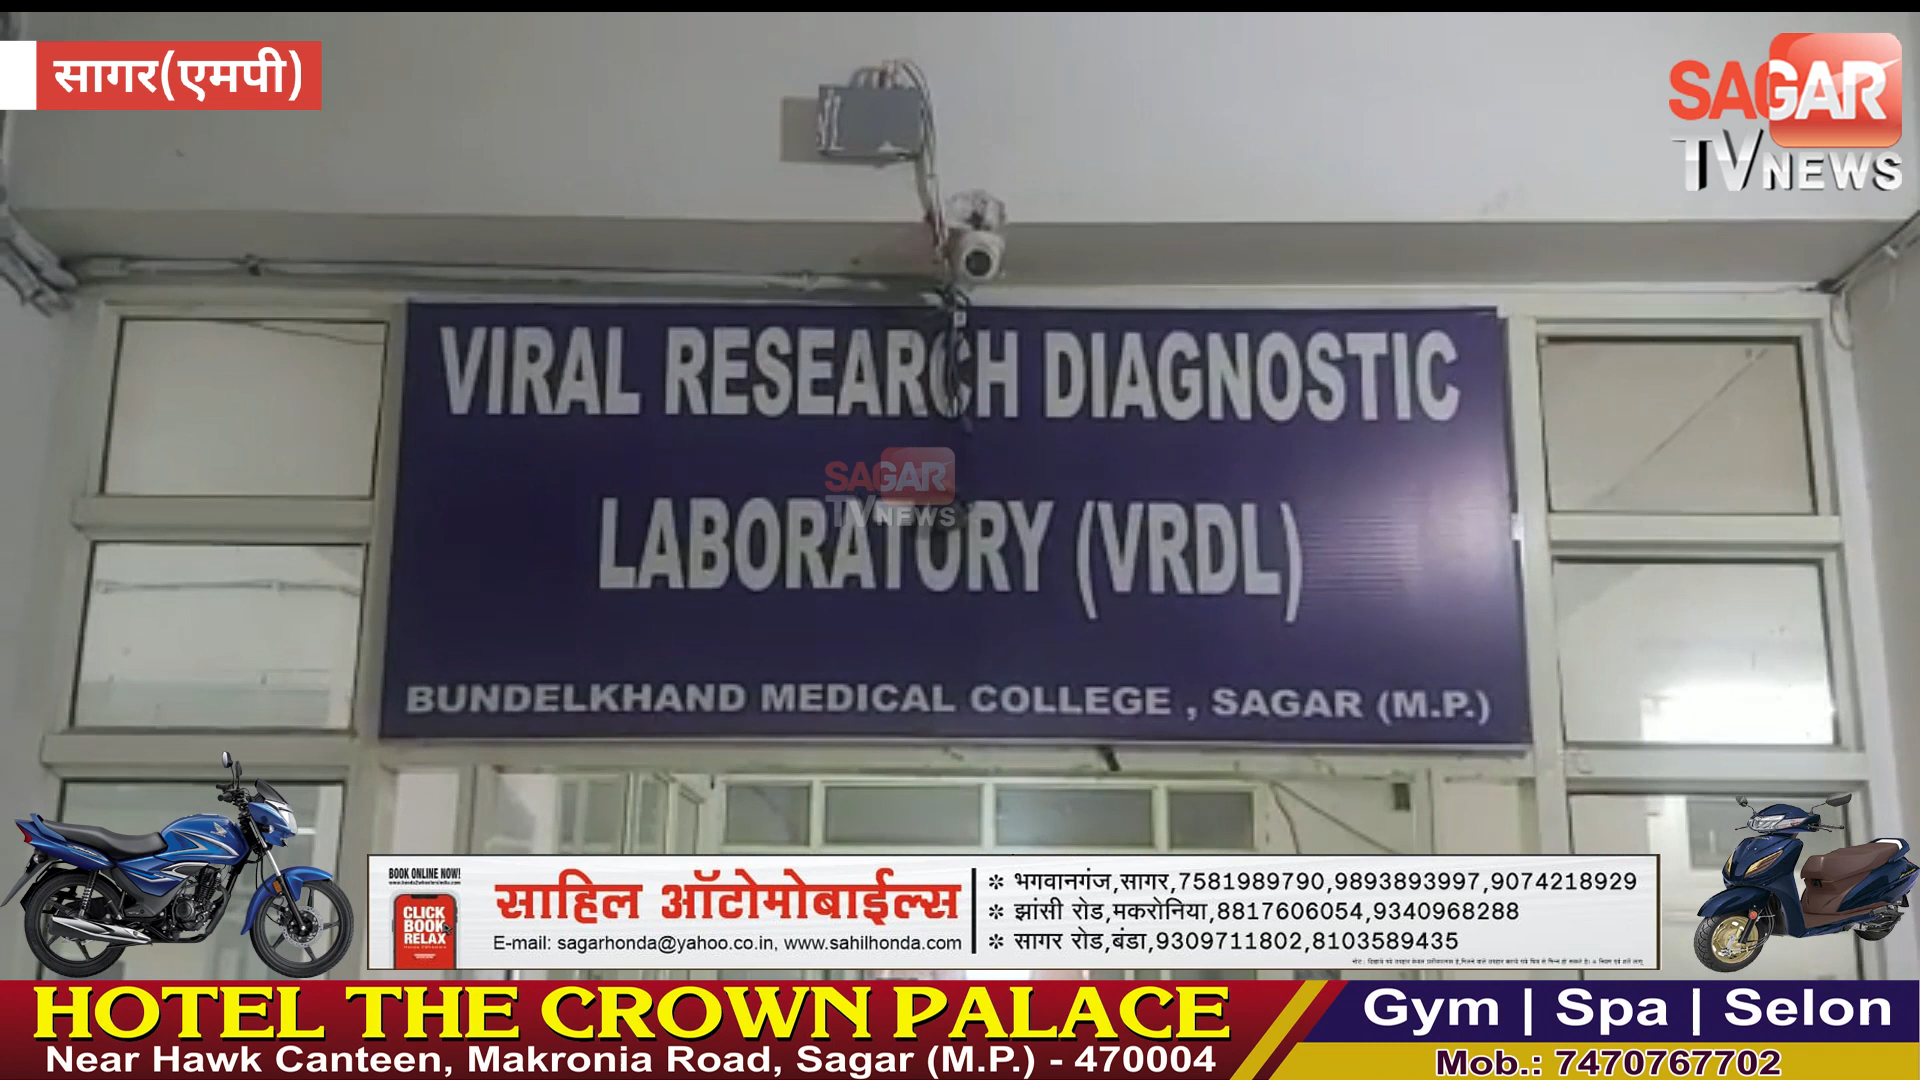 सागर(एमपी)
SAGAR
TV NEWS
VIRAL RESEARCH DIAGNOSTIC
SAGAR
TV NEWS
LABORATORY (VRDL)
BUNDELKHAND MEDICAL COLLEGE , SAGAR (M.P.)
BOOK ONLINE NOW!
CLICK
BOOK
RELAX
साहिल ऑटोमोबाईल्स
E-mail: sagarhonda@yahoo.co.in, www.sahilhonda.com
❇ भगवानगंज,सागर,7581989790,9893893997,9074218929
❇ झांसी रोड,मकरोनिया,8817606054,9340968288
❇ सागर रोड,बंडा,9309711802,8103589435
HOTEL THE CROWN PALACE
Near Hawk Canteen, Makronia Road, Sagar (M.P.) - 470004
Gym | Spa | Selon
Mob.: 7470767702